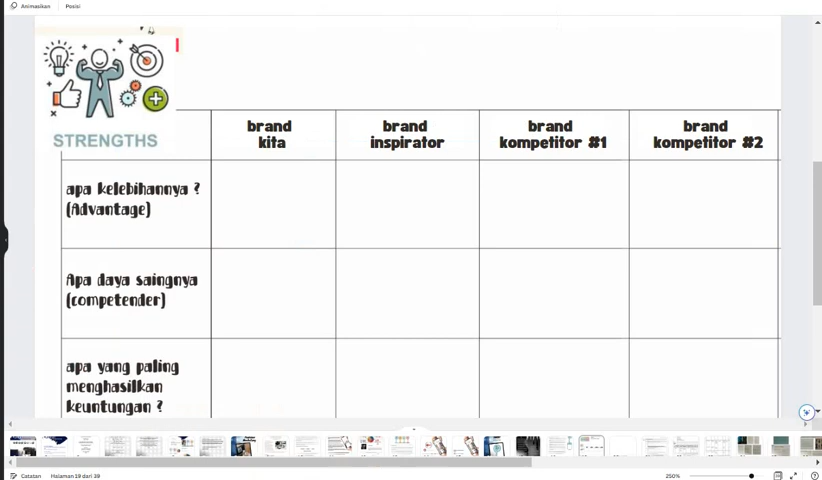 Animasikan Posisi
STRENGTHS
brand
kita
brand
inspirator
brand
kompetitor #1
brand
kompetitor #2
apa kelebihannya ?
(Advantage)
Apa daya saingnya
(competender)
apa yang paling
menghasilkan
keuntungan ?
Catatan Halaman 19 dari 39 250%